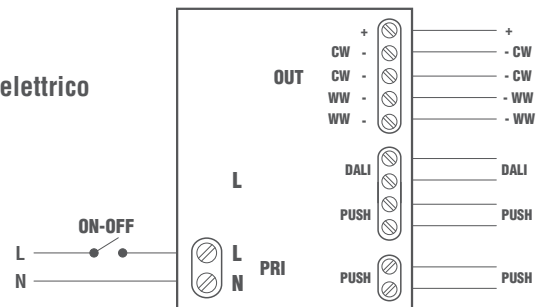 elettrico
OUT
+ +
CW - - CW
CW - - CW
WW - - WW
WW - - WW
L
DALI DALI
PUSH PUSH
ON-OFF
L L
N N
PRI
PUSH PUSH